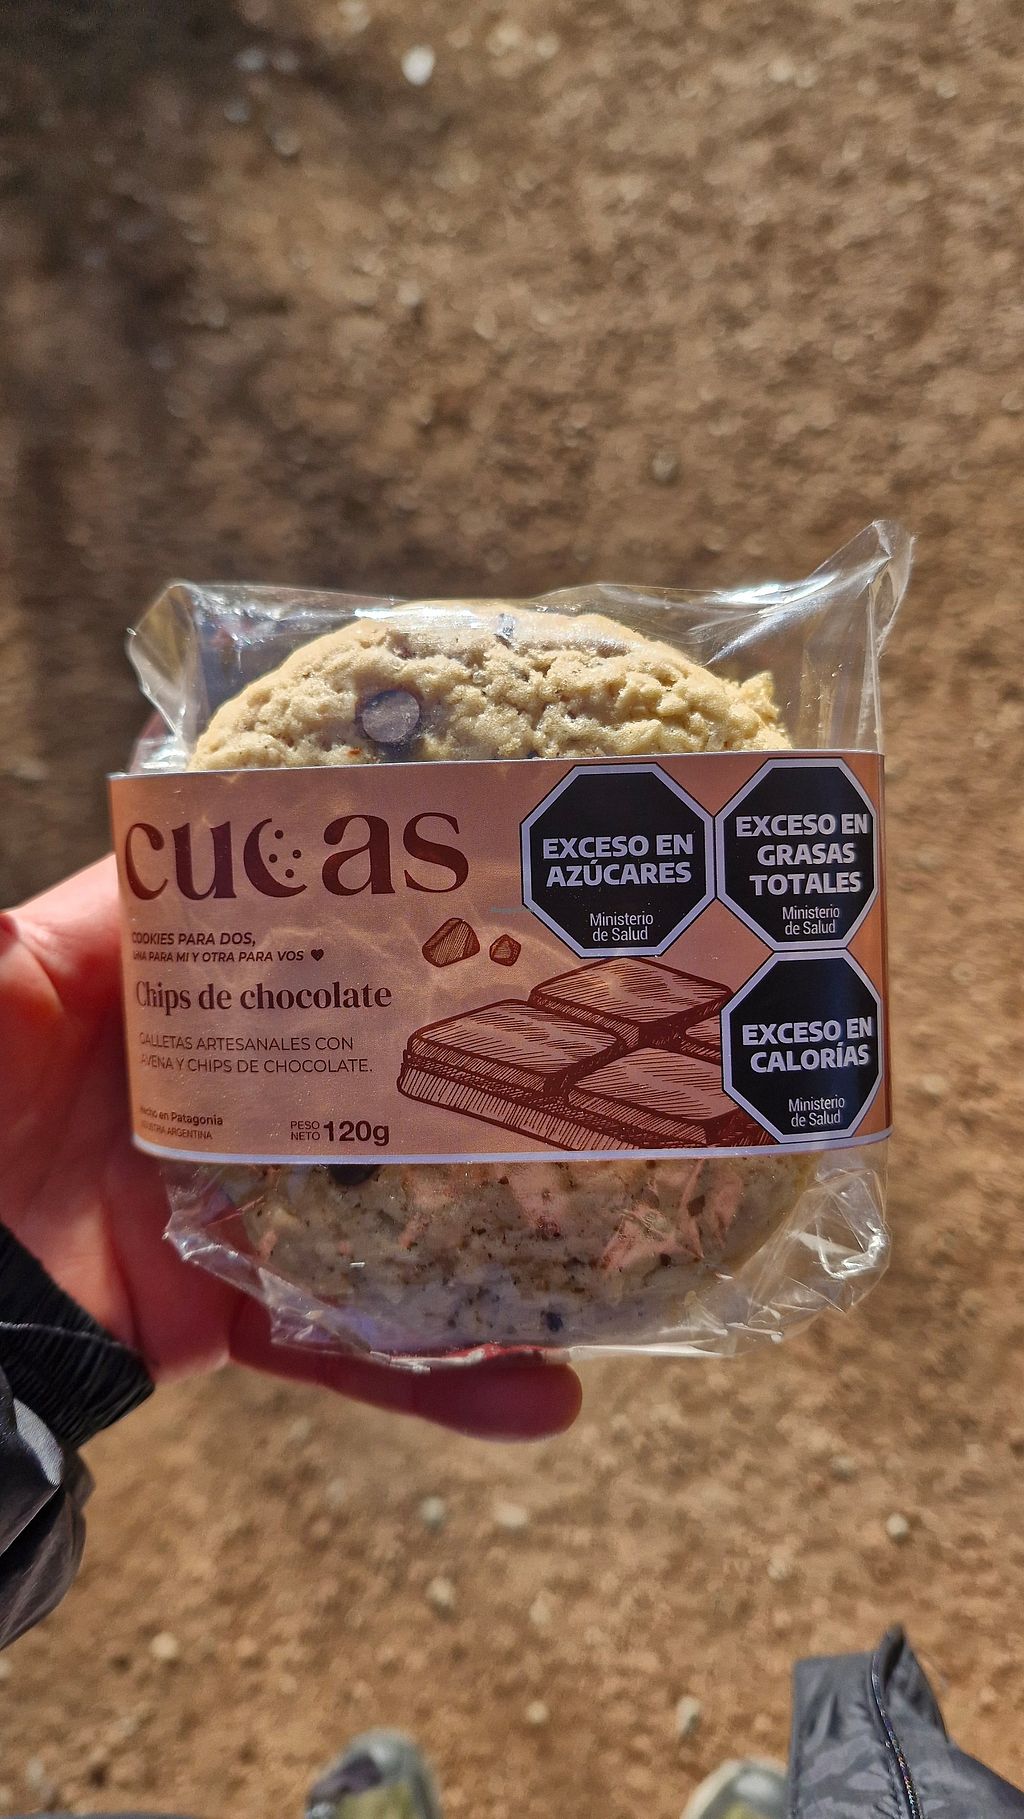 cucas
COOKIES PARA DOS,
UNA PARA MI Y OTRA PARA VOS
Chips de chocolate
GALLETAS ARTESANALES CON
AVENA Y CHIPS DE CHOCOLATE.
Hecho en Patagonia
INDUSTRIA ARGENTINA
PESO
NETO 120g
EXCESO EN
AZÚCARES
Ministerio
de Salud
EXCESO EN
GRASAS
TOTALES
Ministerio
de Salud
EXCESO EN
CALORÍAS
Ministerio
de Salud